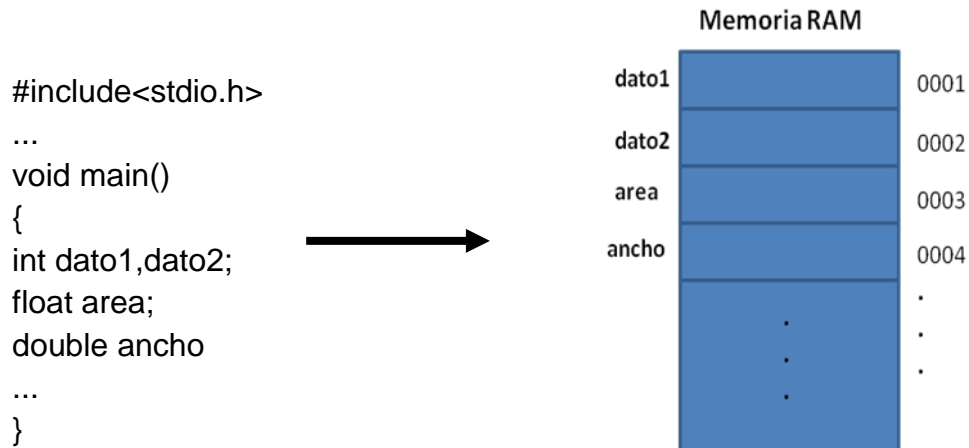 #include<stdio.h>
...
void main()
{
int dato1,dato2;
float area;
double ancho
...
}
Memoria RAM
dato1 0001
dato2 0002
area 0003
ancho 0004